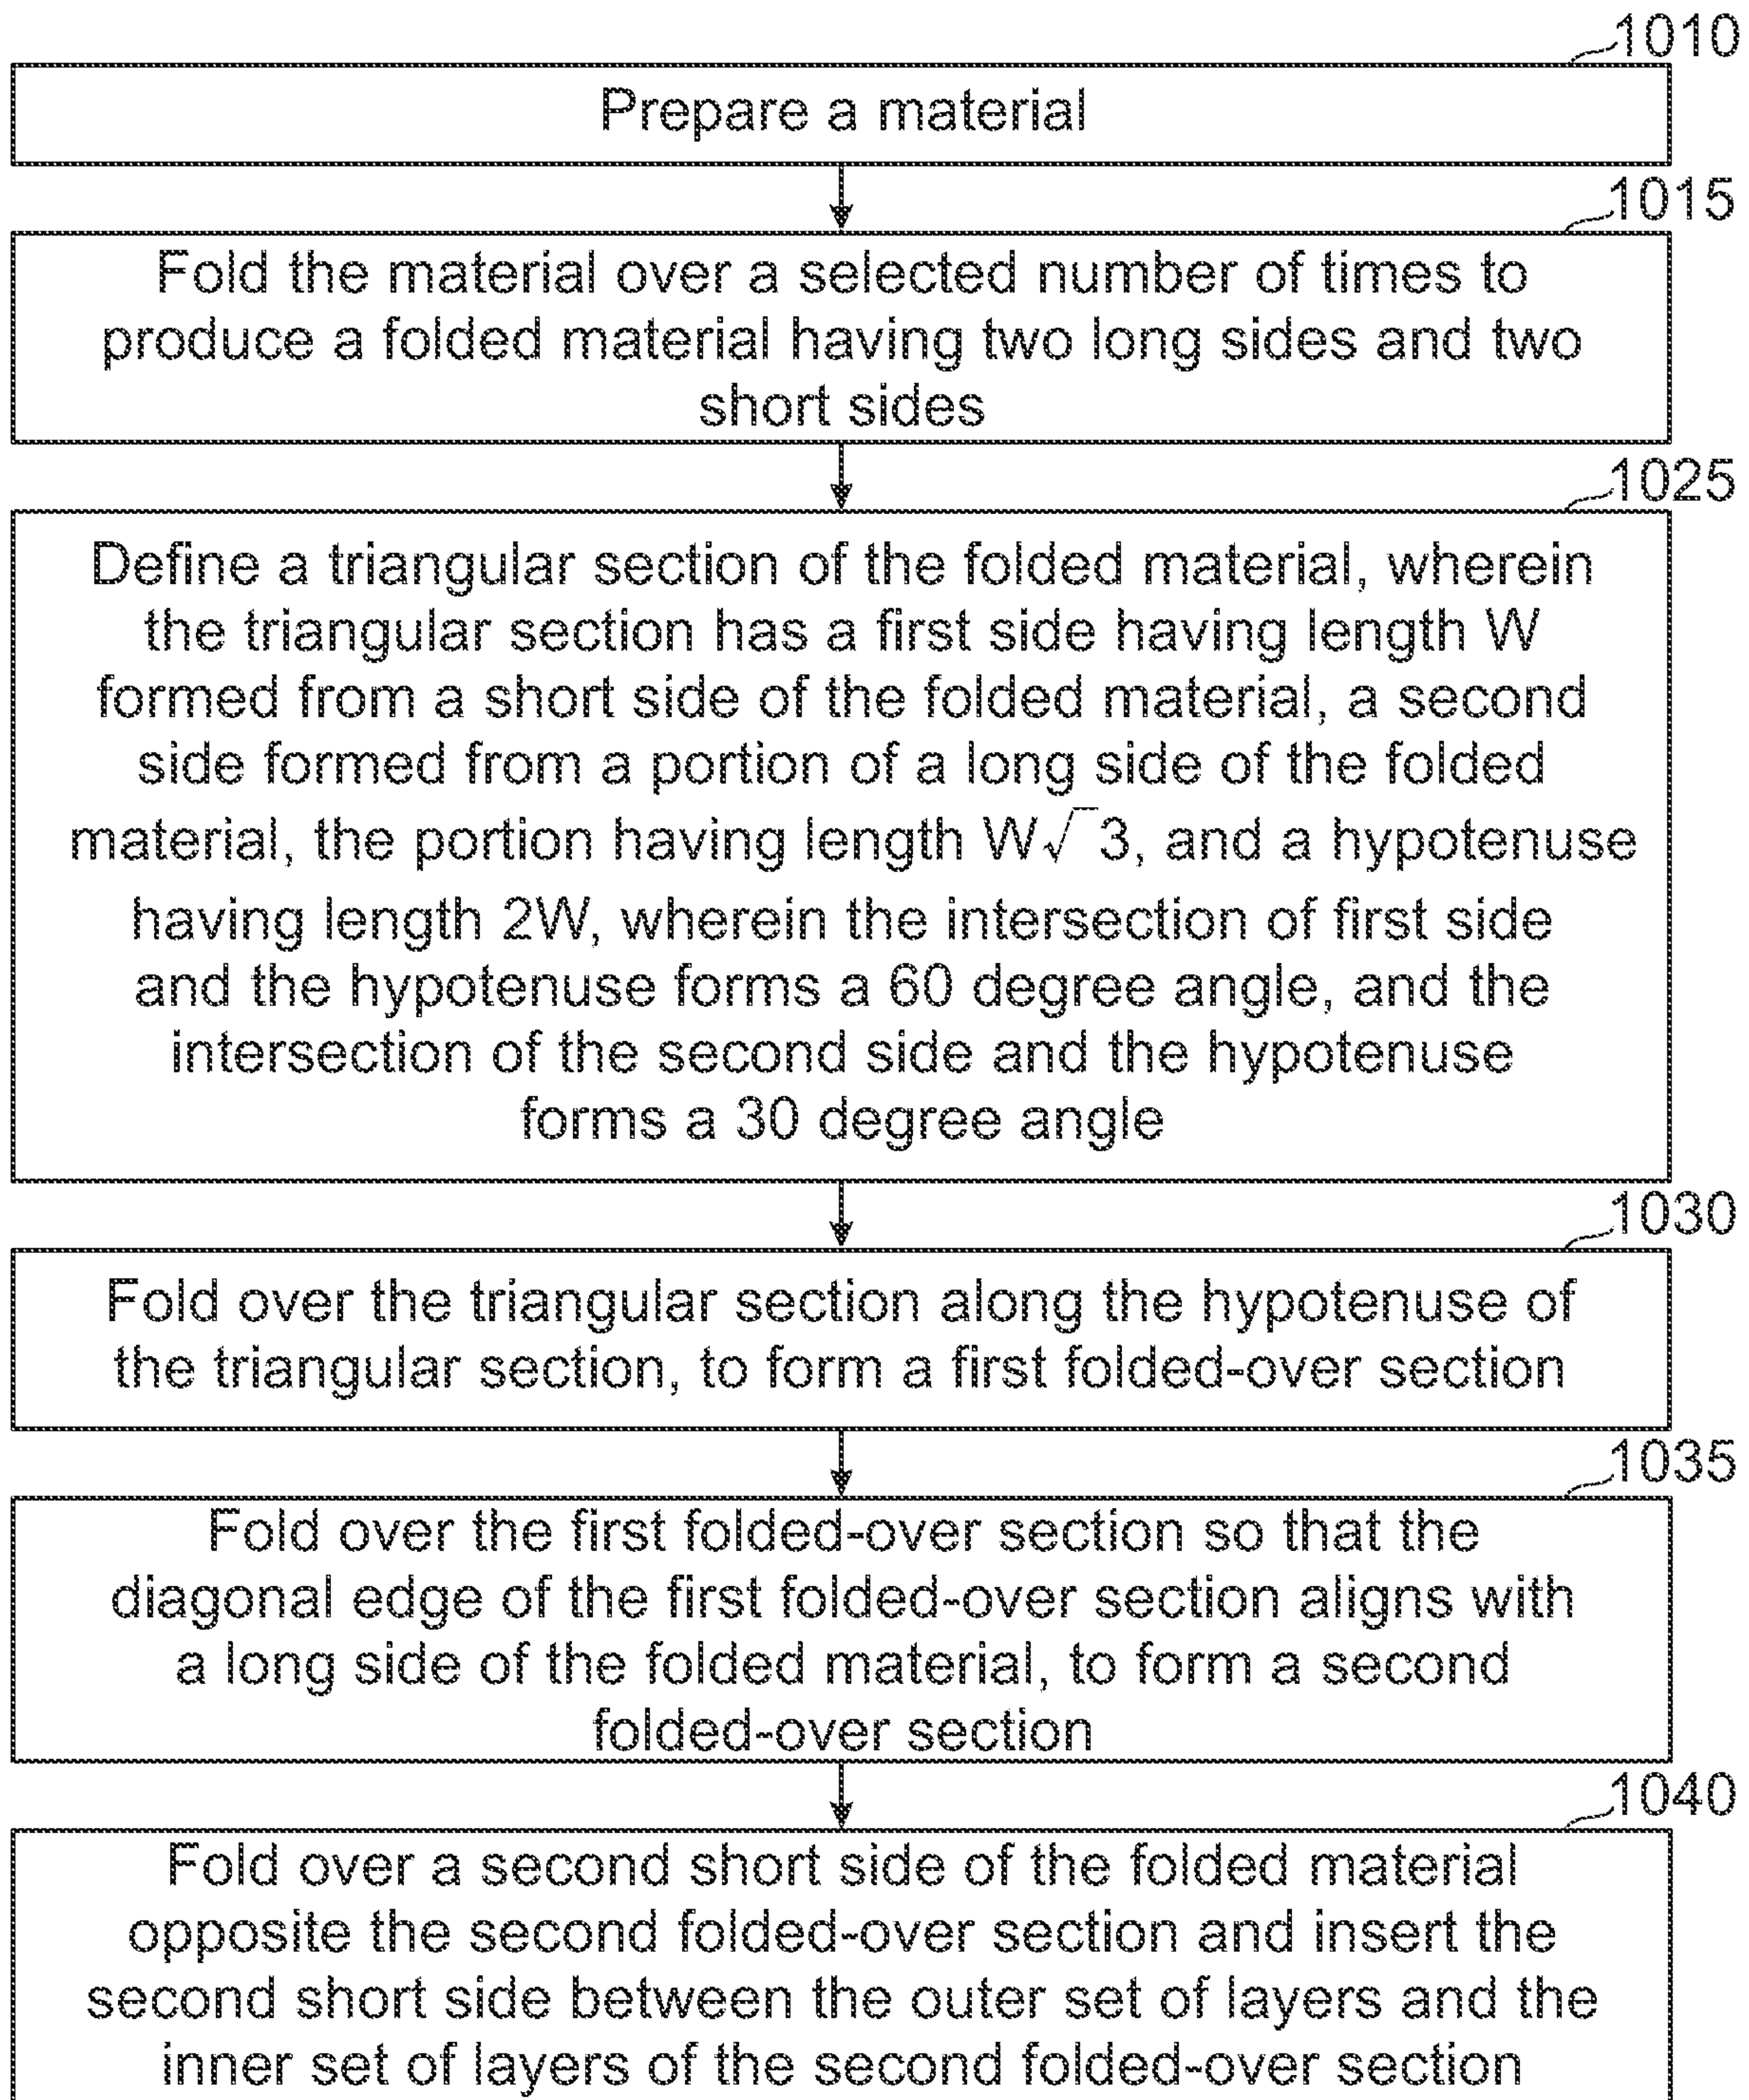 1010
Prepare a material
1015
Fold the material over a selected number of times to
produce a folded material having two long sides and two
short sides
1025
Define a triangular section of the folded material, wherein
the triangular section has a first side having length W
formed from a short side of the folded material, a second
side formed from a portion of a long side of the folded
material, the portion having length W√3, and a hypotenuse
having length 2W, wherein the intersection of first side
and the hypotenuse forms a 60 degree angle, and the
intersection of the second side and the hypotenuse
forms a 30 degree angle
1030
Fold over the triangular section along the hypotenuse of
the triangular section, to form a first folded-over section
1035
Fold over the first folded-over section so that the
diagonal edge of the first folded-over section aligns with
a long side of the folded material, to form a second
folded-over section
1040
Fold over a second short side of the folded material
opposite the second folded-over section and insert the
second short side between the outer set of layers and the
inner set of layers of the second folded-over section